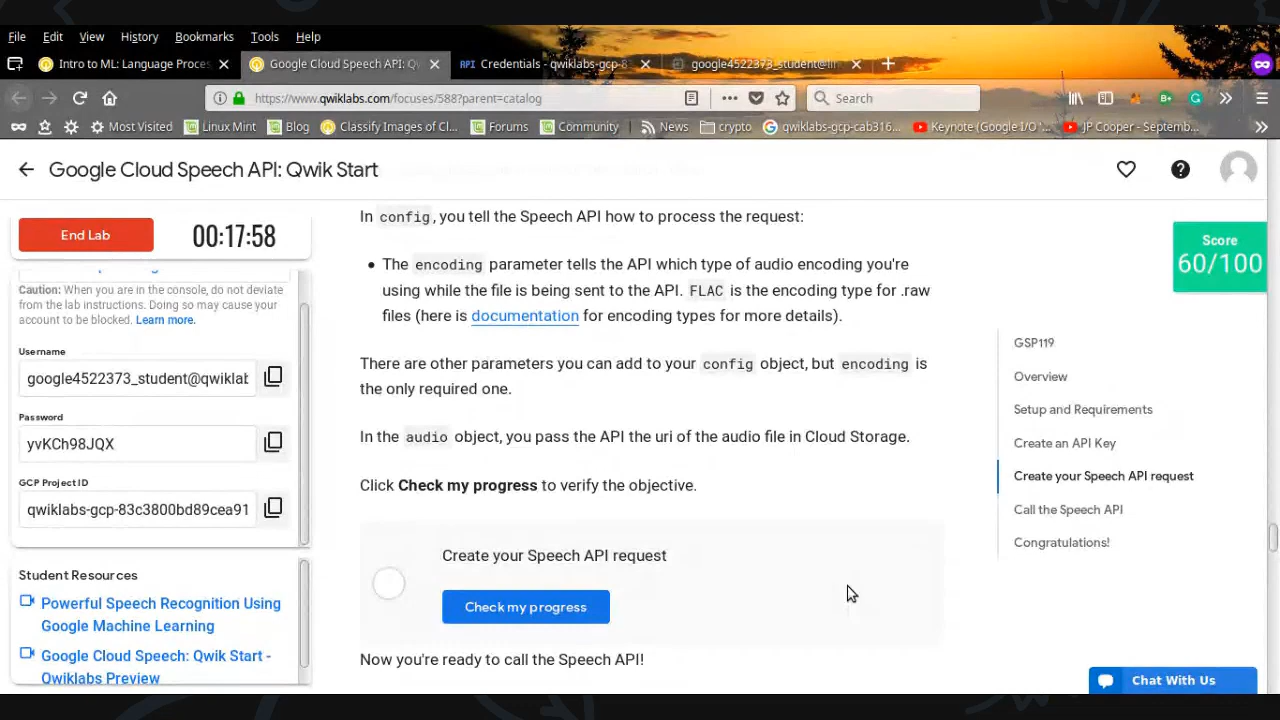 File Edit View History Bookmarks Tools Help
Intro to ML: Language Proces Google Cloud Speech API: Qw API Credentials - qwiklabs-gcp-83 google4522373_student@lin
https://www.qwiklabs.com/focuses/588?parent=catalog Search
Most Visited Linux Mint Blog Classify Images of Cl... Forums Community News crypto qwiklabs-gcp-cab316... Keynote (Google I/O '... JP Cooper - Septemb...
Google Cloud Speech API: Qwik Start
End Lab 00:17:58
Caution: When you are in the console, do not deviate
from the lab instructions. Doing so may cause your
account to be blocked. Learn more.
Username
google4522373_student@qwiklab
Password
yvKCh98JQX
GCP Project ID
qwiklabs-gcp-83c3800bd89cea91
Student Resources
Powerful Speech Recognition Using
Google Machine Learning
Google Cloud Speech: Qwik Start -
Qwiklabs Preview
In config, you tell the Speech API how to process the request:
• The encoding parameter tells the API which type of audio encoding you're
using while the file is being sent to the API. FLAC is the encoding type for .raw
files (here is documentation for encoding types for more details).
There are other parameters you can add to your config object, but encoding is
the only required one.
In the audio object, you pass the API the uri of the audio file in Cloud Storage.
Click Check my progress to verify the objective.
Create your Speech API request
Check my progress
Now you're ready to call the Speech API!
Score
60/100
GSP119
Overview
Setup and Requirements
Create an API Key
Create your Speech API request
Call the Speech API
Congratulations!
Chat With Us